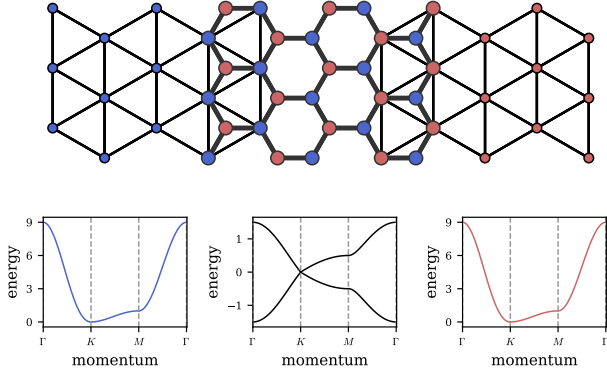 energy
9
6
3
0
Γ K M Γ
momentum
energy
1
0
−1
Γ K M Γ
momentum
energy
9
6
3
0
Γ K M Γ
momentum